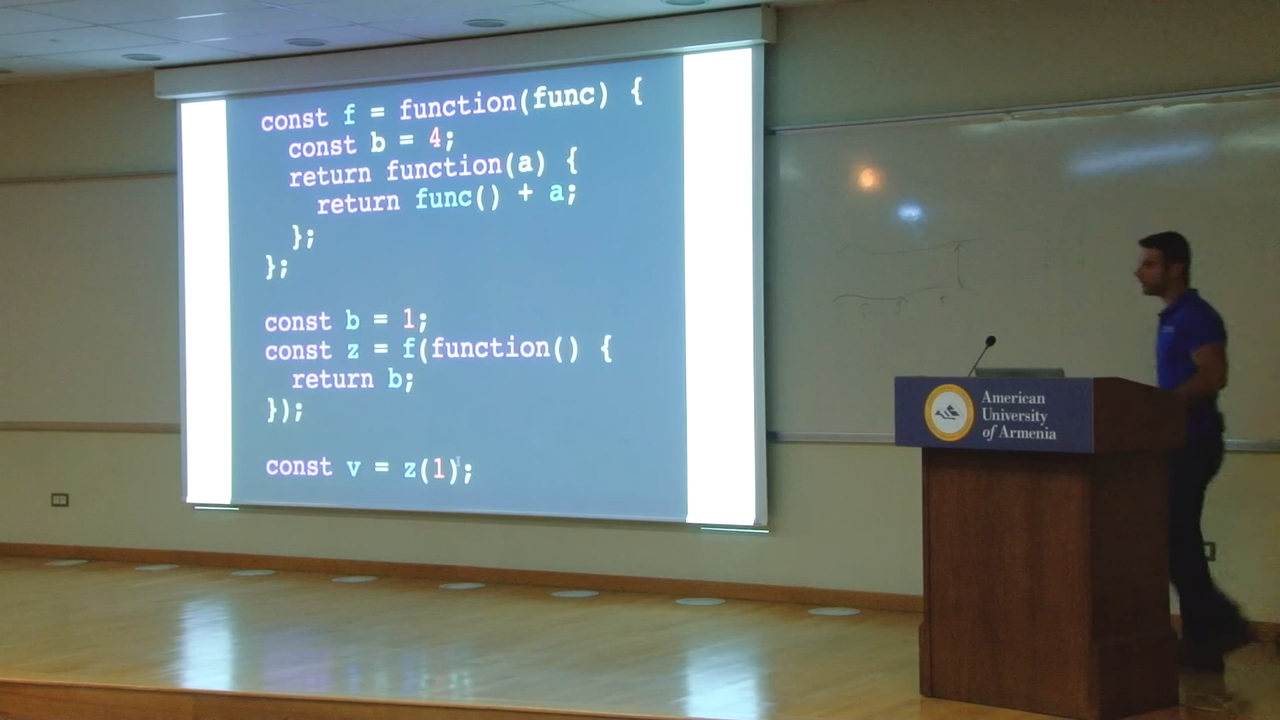 const f = function(func) {
  const b = 4;
  return function(a) {
    return func() + a;
  };
};
const b = 1;
const z = f(function() {
  return b;
});
const v = z(1);
American
University
of Armenia